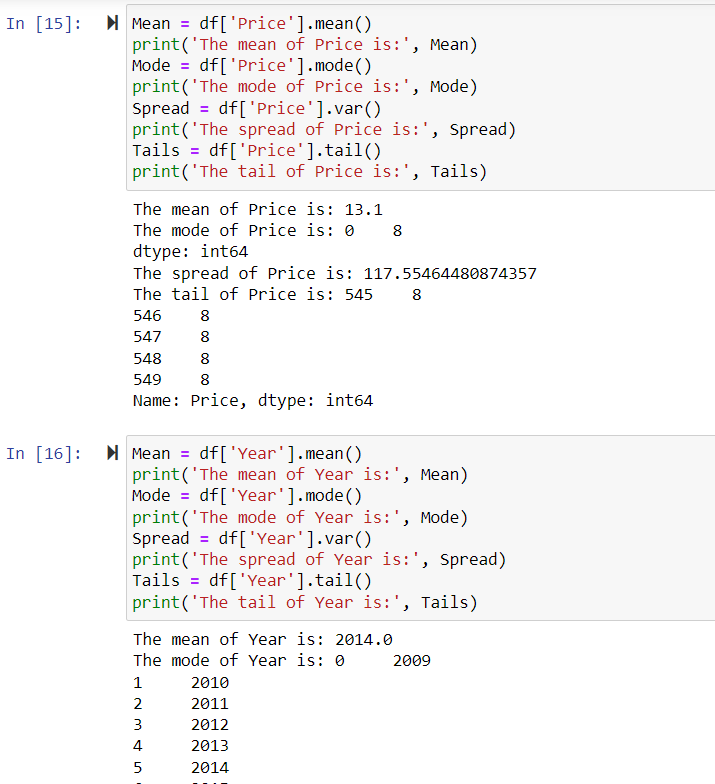 In [15]: Mean = df['Price'].mean()
print('The mean of Price is:', Mean)
Mode = df['Price'].mode()
print('The mode of Price is:', Mode)
Spread = df['Price'].var()
print('The spread of Price is:', Spread)
Tails = df['Price'].tail()
print('The tail of Price is:', Tails)
The mean of Price is: 13.1
The mode of Price is: 0    8
dtype: int64
The spread of Price is: 117.55464480874357
The tail of Price is: 545    8
546    8
547    8
548    8
549    8
Name: Price, dtype: int64
In [16]: Mean = df['Year'].mean()
print('The mean of Year is:', Mean)
Mode = df['Year'].mode()
print('The mode of Year is:', Mode)
Spread = df['Year'].var()
print('The spread of Year is:', Spread)
Tails = df['Year'].tail()
print('The tail of Year is:', Tails)
The mean of Year is: 2014.0
The mode of Year is: 0     2009
1     2010
2     2011
3     2012
4     2013
5     2014